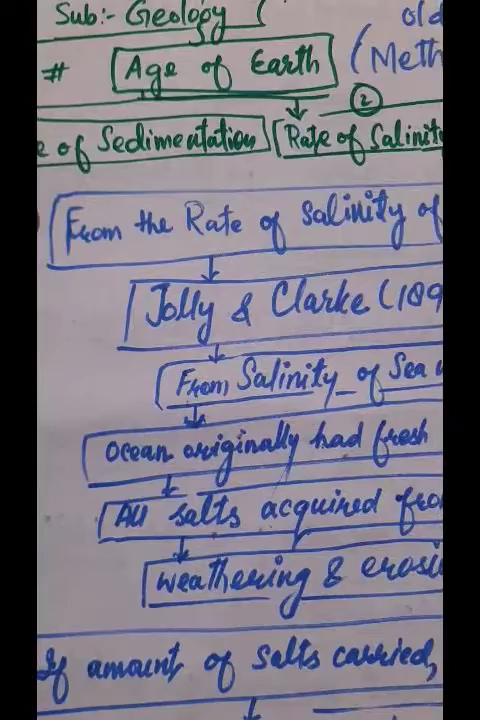 Sub:- Geology (
old
# Age of Earth (Meth
2
e of Sedimentation Rate of Salinity
From the Rate of Salinity of
Jolly & Clarke (189
From Salinity of Sea
Ocean originally had fresh
All salts acquired fro
weathering & erosi
If amount of salts carried,